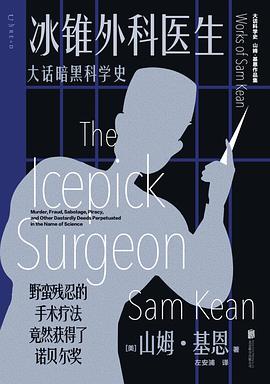 冰锥外科医生
大话暗黑科学史
大话科学史 山姆·基恩作品集
Works of Sam Kean
The
Icepick
Surgeon
Murder, Fraud, Sabotage, Piracy,
and Other Dastardly Deeds Perpetuated
in the Name of Science
野蛮残忍的
手术疗法
竟然获得了
诺贝尔奖
Sam Kean
[美] 山姆·基恩 著
左安浦 译